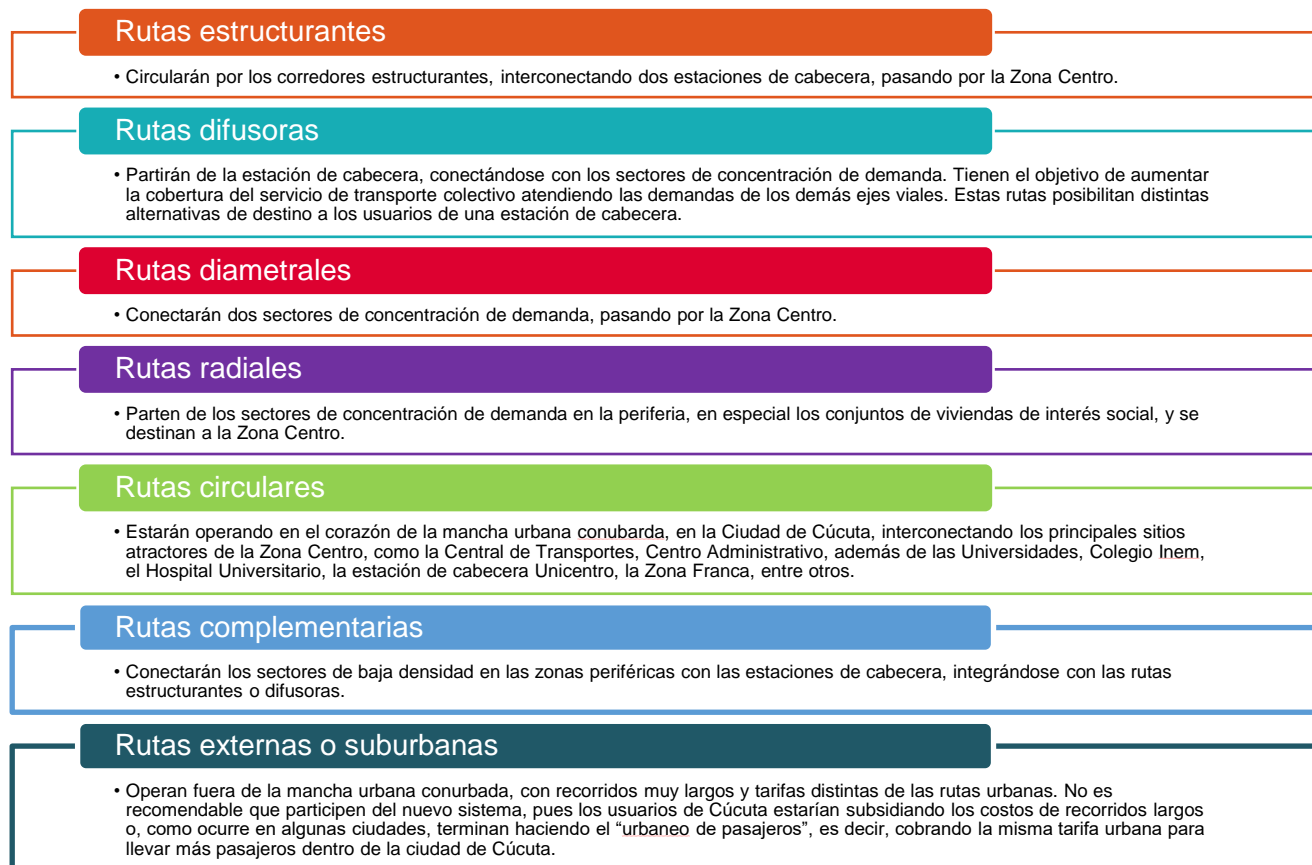 Rutas estructurantes
• Circularán por los corredores estructurantes, interconectando dos estaciones de cabecera, pasando por la Zona Centro.
Rutas difusoras
• Partirán de la estación de cabecera, conectándose con los sectores de concentración de demanda. Tienen el objetivo de aumentar
la cobertura del servicio de transporte colectivo atendiendo las demandas de los demás ejes viales. Estas rutas posibilitan distintas
alternativas de destino a los usuarios de una estación de cabecera.
Rutas diametrales
• Conectarán dos sectores de concentración de demanda, pasando por la Zona Centro.
Rutas radiales
• Parten de los sectores de concentración de demanda en la periferia, en especial los conjuntos de viviendas de interés social, y se
destinan a la Zona Centro.
Rutas circulares
• Estarán operando en el corazón de la mancha urbana conubarda, en la Ciudad de Cúcuta, interconectando los principales sitios
atractores de la Zona Centro, como la Central de Transportes, Centro Administrativo, además de las Universidades, Colegio Inem,
el Hospital Universitario, la estación de cabecera Unicentro, la Zona Franca, entre otros.
Rutas complementarias
• Conectarán los sectores de baja densidad en las zonas periféricas con las estaciones de cabecera, integrándose con las rutas
estructurantes o difusoras.
Rutas externas o suburbanas
• Operan fuera de la mancha urbana conurbada, con recorridos muy largos y tarifas distintas de las rutas urbanas. No es
recomendable que participen del nuevo sistema, pues los usuarios de Cúcuta estarían subsidiando los costos de recorridos largos
o, como ocurre en algunas ciudades, terminan haciendo el “urbaneo de pasajeros”, es decir, cobrando la misma tarifa urbana para
llevar más pasajeros dentro de la ciudad de Cúcuta.